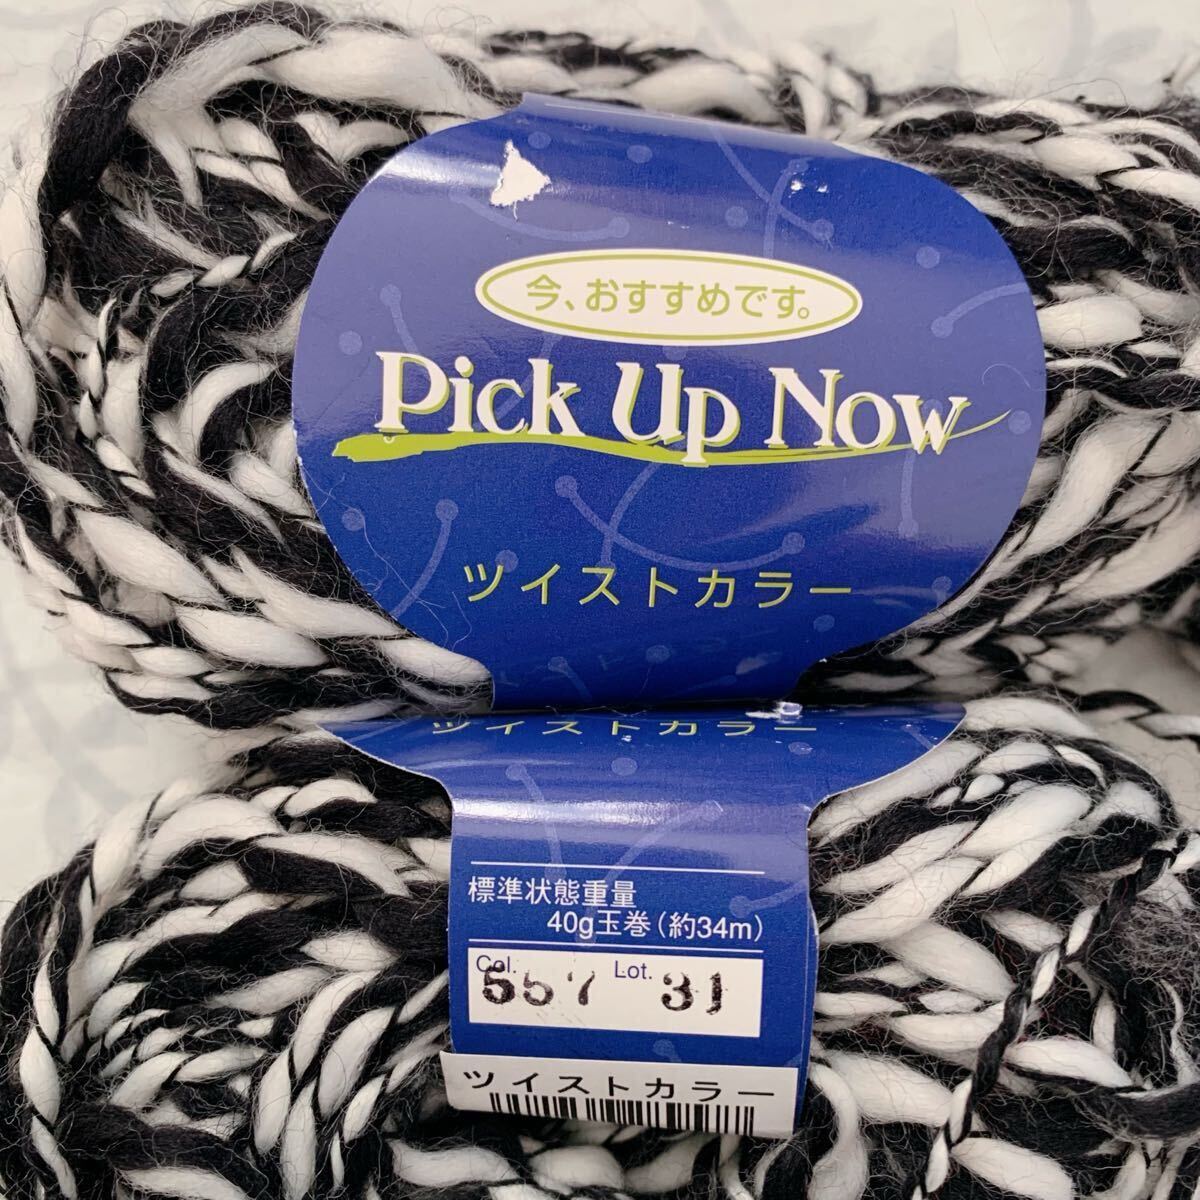 今、おすすめです。
Pick Up Now
ツイストカラー
ツイストカラー
標準状態重量
40g玉巻(約34m)
Col. 557 Lot. 31
ツイストカラー